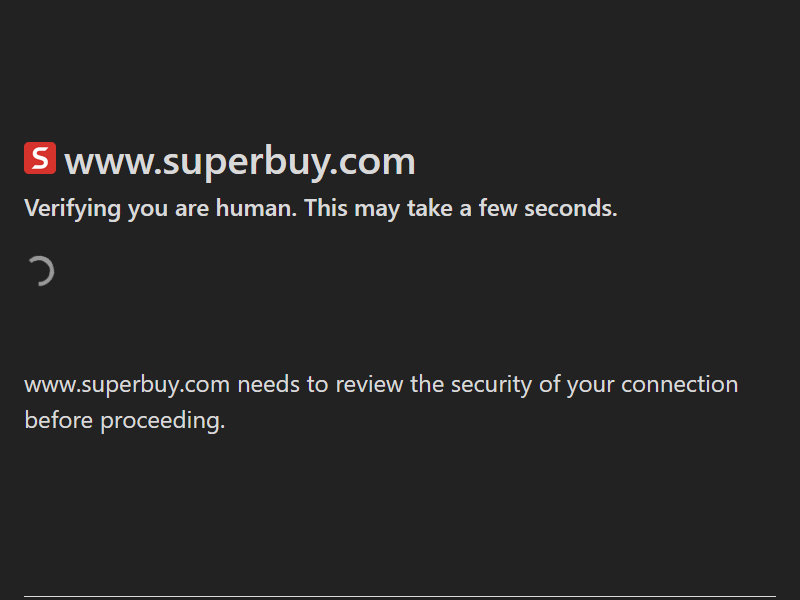 S www.superbuy.com
Verifying you are human. This may take a few seconds.
www.superbuy.com needs to review the security of your connection
before proceeding.